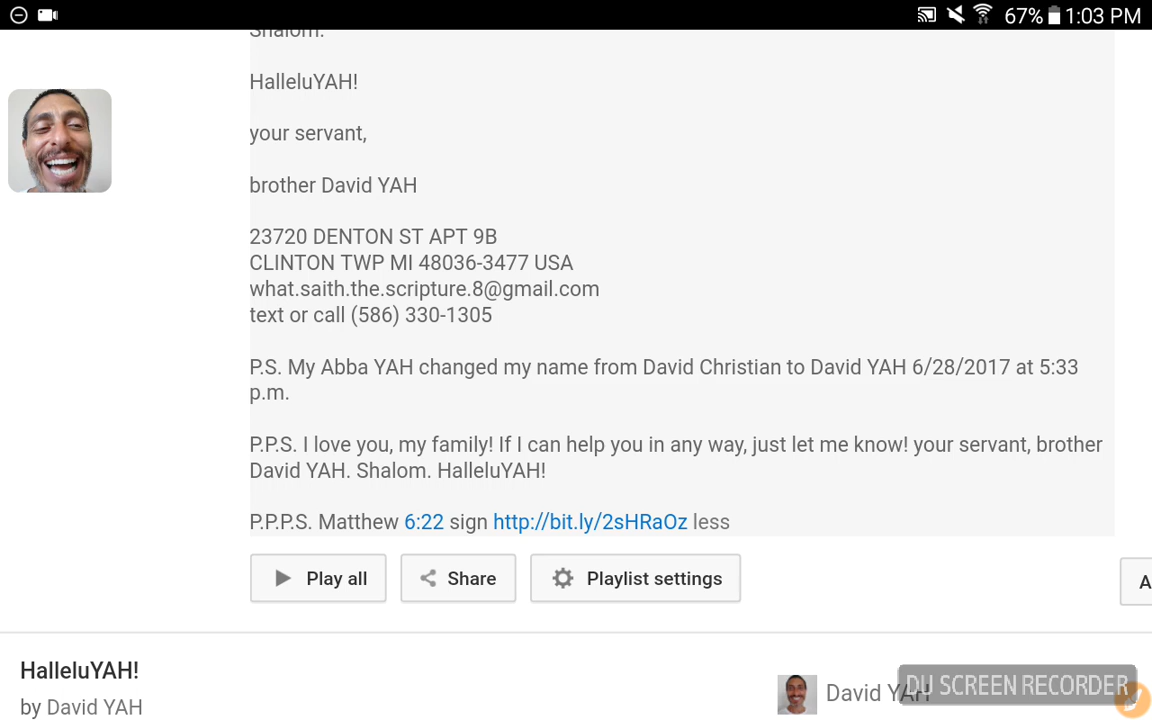 67% 1:03 PM
Shalom.
HalleluYAH!
your servant,
brother David YAH
23720 DENTON ST APT 9B
CLINTON TWP MI 48036-3477 USA
what.saith.the.scripture.8@gmail.com
text or call (586) 330-1305
P.S. My Abba YAH changed my name from David Christian to David YAH 6/28/2017 at 5:33
p.m.
P.P.S. I love you, my family! If I can help you in any way, just let me know! your servant, brother
David YAH. Shalom. HalleluYAH!
P.P.P.S. Matthew 6:22 sign http://bit.ly/2sHRaOz less
Play all Share Playlist settings A
HalleluYAH!
by David YAH
David YAH
DU SCREEN RECORDER